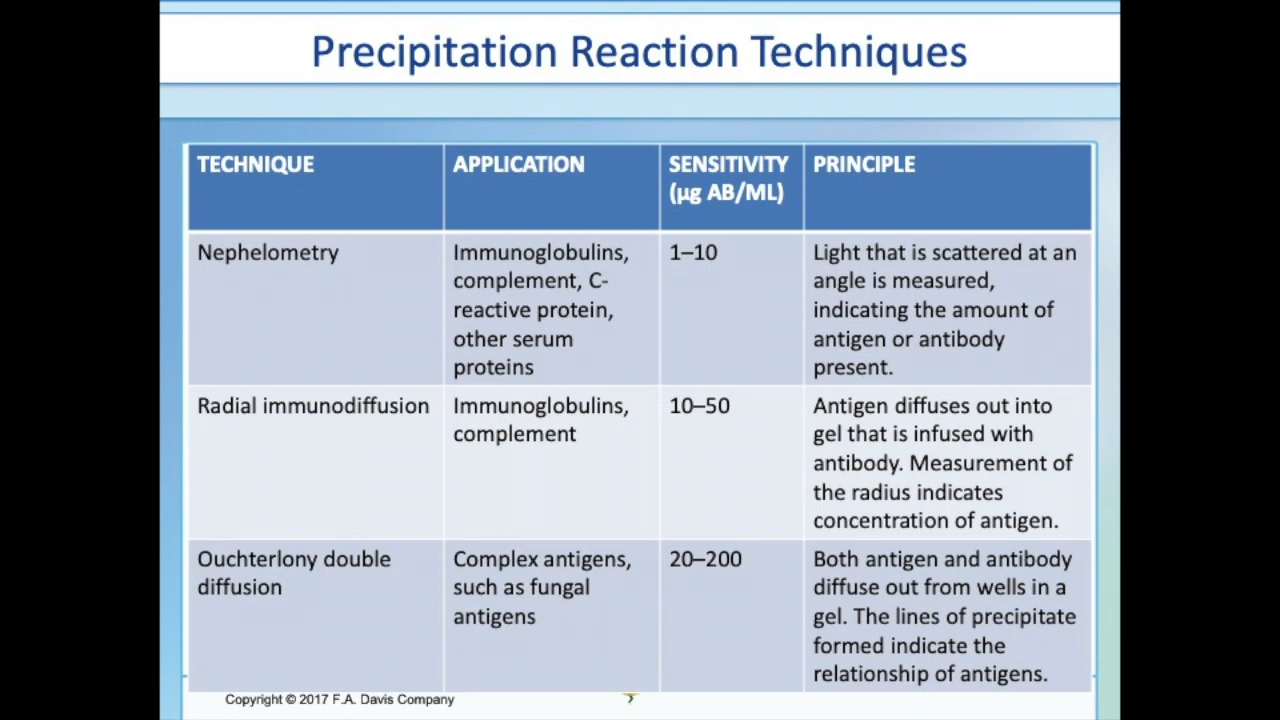 Precipitation Reaction Techniques
TECHNIQUE
APPLICATION
SENSITIVITY
(µg AB/ML)
PRINCIPLE
Nephelometry
Immunoglobulins,
complement, C-
reactive protein,
other serum
proteins
1–10
Light that is scattered at an
angle is measured,
indicating the amount of
antigen or antibody
present.
Radial immunodiffusion
Immunoglobulins,
complement
10–50
Antigen diffuses out into
gel that is infused with
antibody. Measurement of
the radius indicates
concentration of antigen.
Ouchterlony double
diffusion
Complex antigens,
such as fungal
antigens
20–200
Both antigen and antibody
diffuse out from wells in a
gel. The lines of precipitate
formed indicate the
relationship of antigens.
Copyright © 2017 F.A. Davis Company